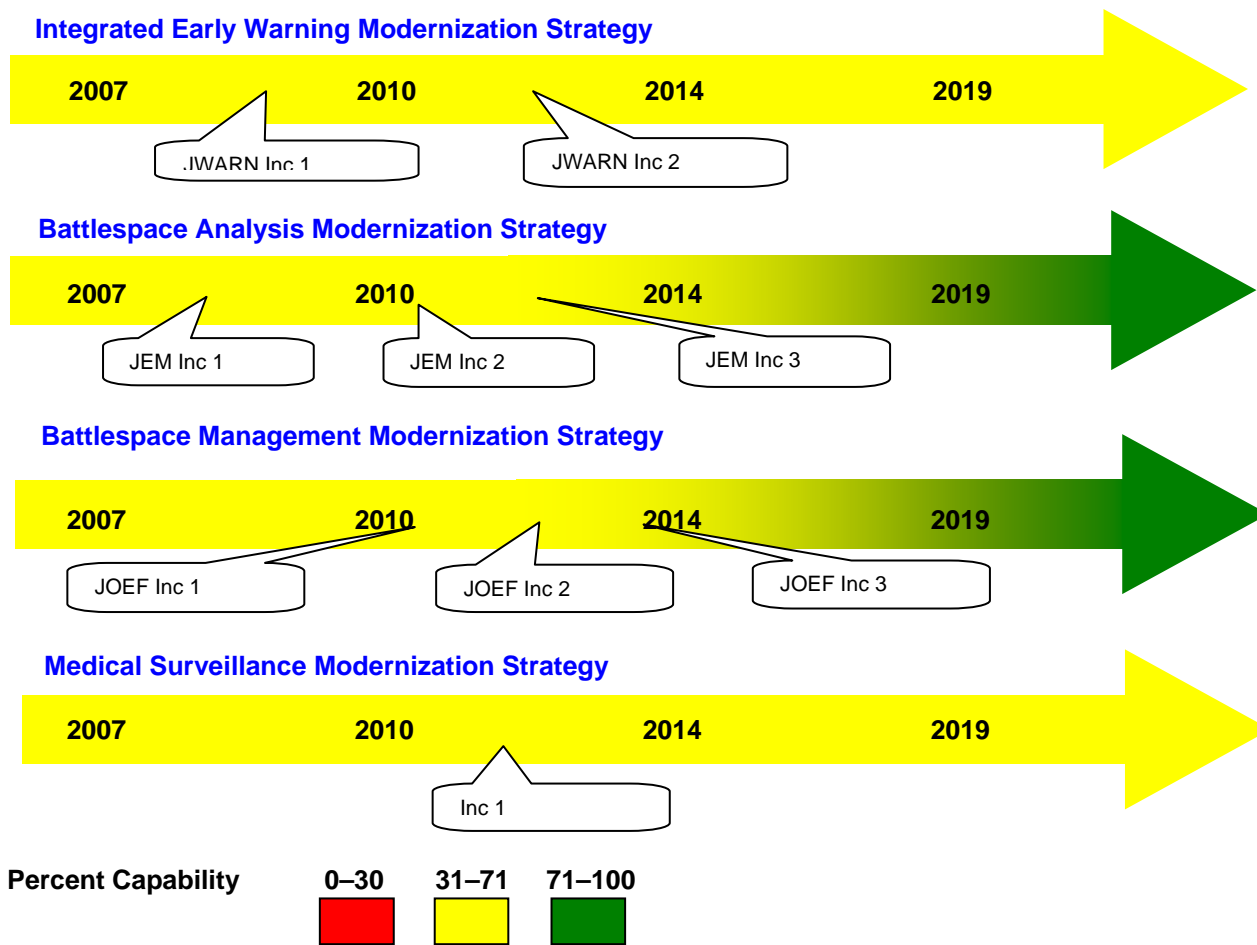 Integrated Early Warning Modernization Strategy
2007 2010 2014 2019
JWARN Inc 1
JWARN Inc 2
Battlespace Analysis Modernization Strategy
2007 2010 2014 2019
JEM Inc 1
JEM Inc 2
JEM Inc 3
Battlespace Management Modernization Strategy
2007 2010 2014 2019
JOEF Inc 1
JOEF Inc 2
JOEF Inc 3
Medical Surveillance Modernization Strategy
2007 2010 2014 2019
Inc 1
Percent Capability 0–30 31–71 71–100